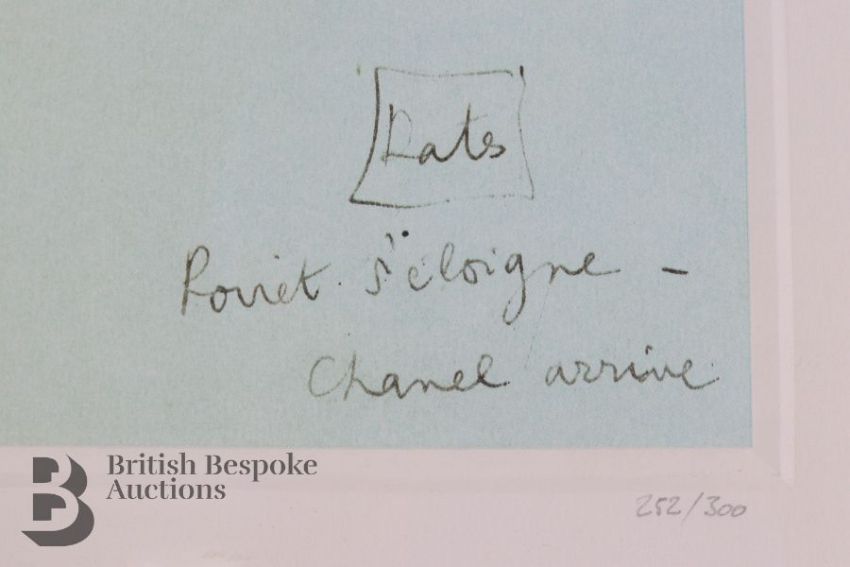 Rats
Poiret s'éloigne -
Chanel arrive
British Bespoke
Auctions
252/300